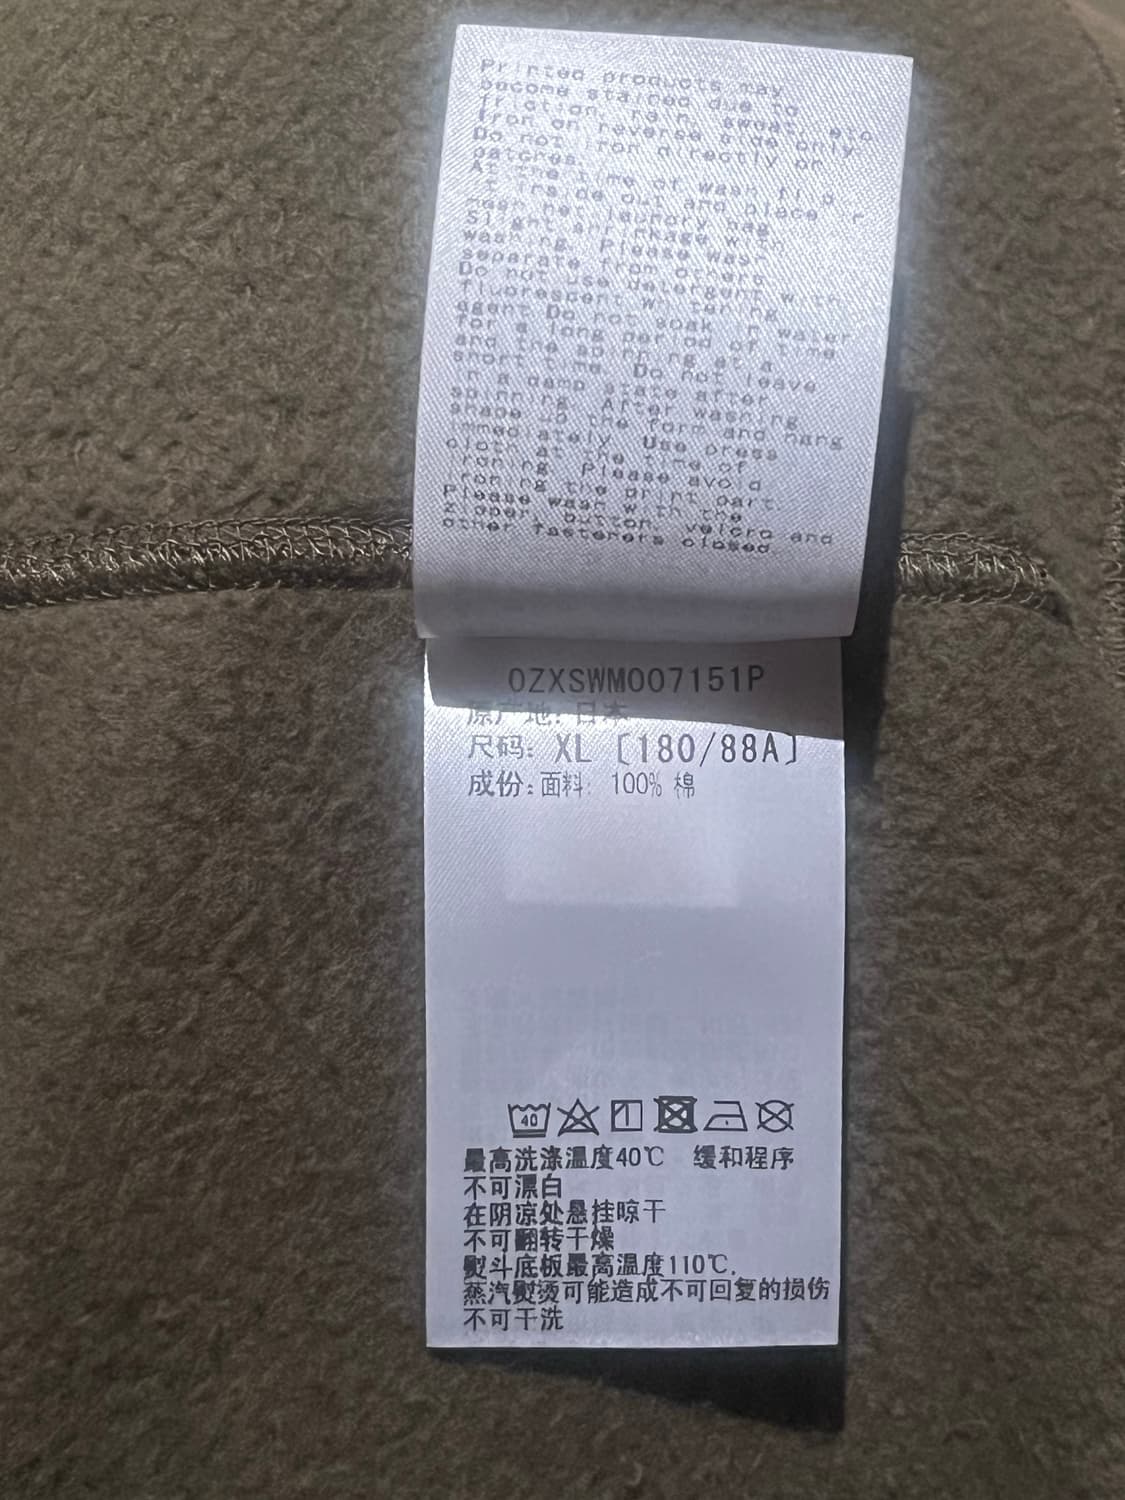 Printed products may
become stained due to
friction, rain, sweat, etc
Iron on reverse side only.
Do not iron directly on
patches.
At the time of wash flip
it inside out and place in
mesh net laundry bag
Slight shrinkage with
washing. Please wash
separate from others
Do not use detergent with
fluorescent whitening
agent Do not soak in water
for a long period of time
and the spinning at a
short time. Do not leave
in a damp state after
spinning. After washing,
shape up the form and hang
immediately. Use press
cloth at the time of
ironing. Please avoid
ironing the print part.
Please wash with the
zipper, button, velcro and
other fasteners closed.
OZXSWM007151P
原产地: 日本
尺码: XL [180/88A]
成份: 面料: 100% 棉
40
最高洗涤温度40℃ 缓和程序
不可漂白
在阴凉处悬挂晾干
不可翻转干燥
熨斗底板最高温度110℃.
蒸汽熨烫可能造成不可回复的损伤
不可干洗